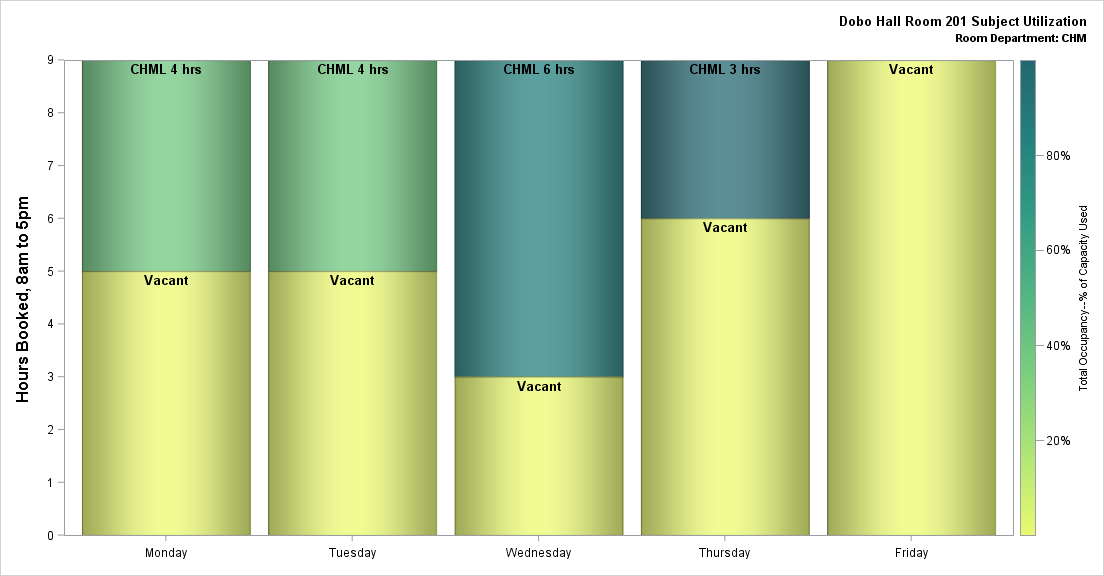 Dobo Hall Room 201 Subject Utilization
Room Department: CHM
Hours Booked, 8am to 5pm
9
8
7
6
5
4
3
2
1
0
CHML 4 hrs
Vacant
CHML 4 hrs
Vacant
CHML 6 hrs
Vacant
CHML 3 hrs
Vacant
Vacant
Monday
Tuesday
Wednesday
Thursday
Friday
80%
60%
40%
20%
Total Occupancy--% of Capacity Used